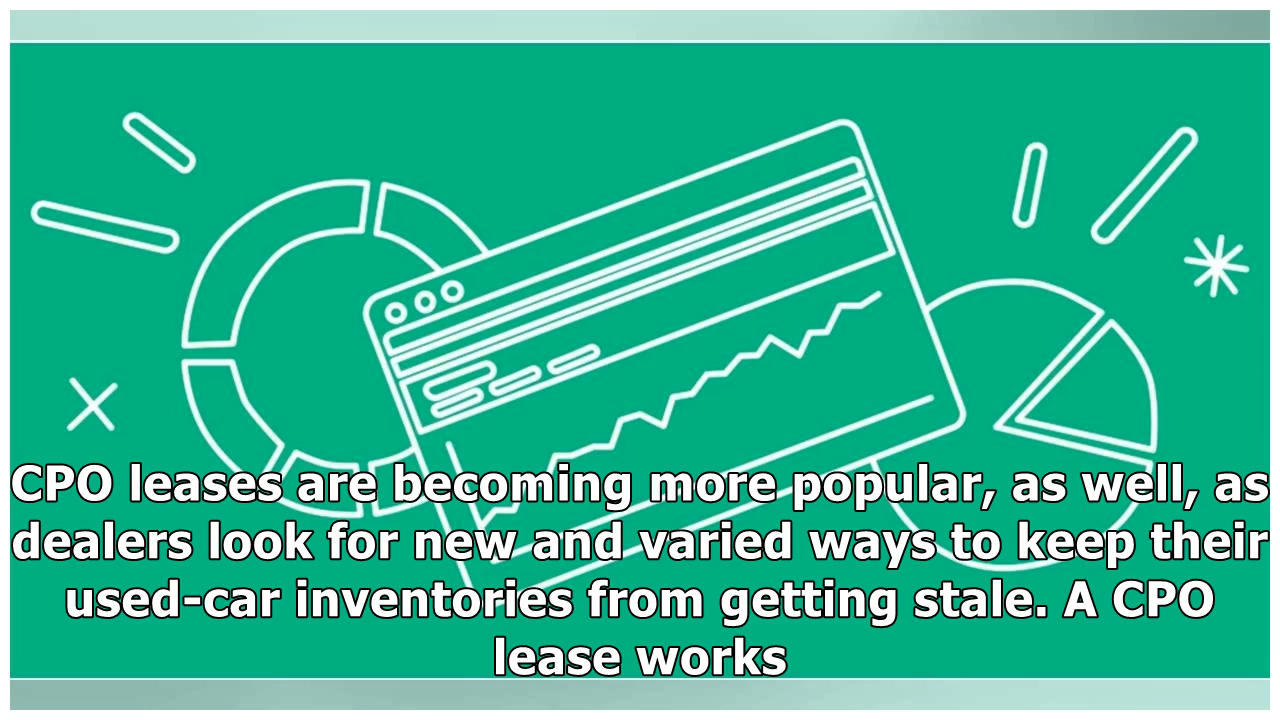 CPO leases are becoming more popular, as well, as
dealers look for new and varied ways to keep their
used-car inventories from getting stale. A CPO
lease works